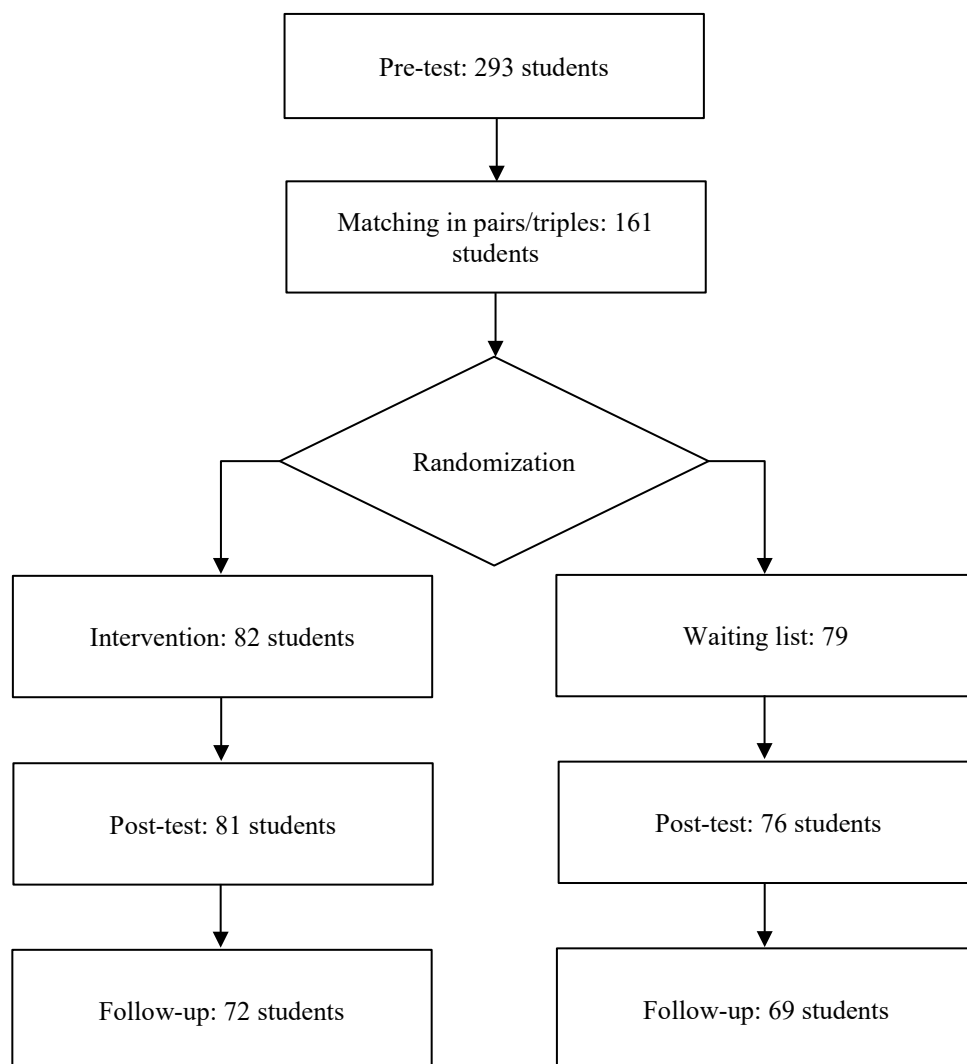 Pre-test: 293 students
Matching in pairs/triples: 161
students
Randomization
Intervention: 82 students
Waiting list: 79
Post-test: 81 students
Post-test: 76 students
Follow-up: 72 students
Follow-up: 69 students